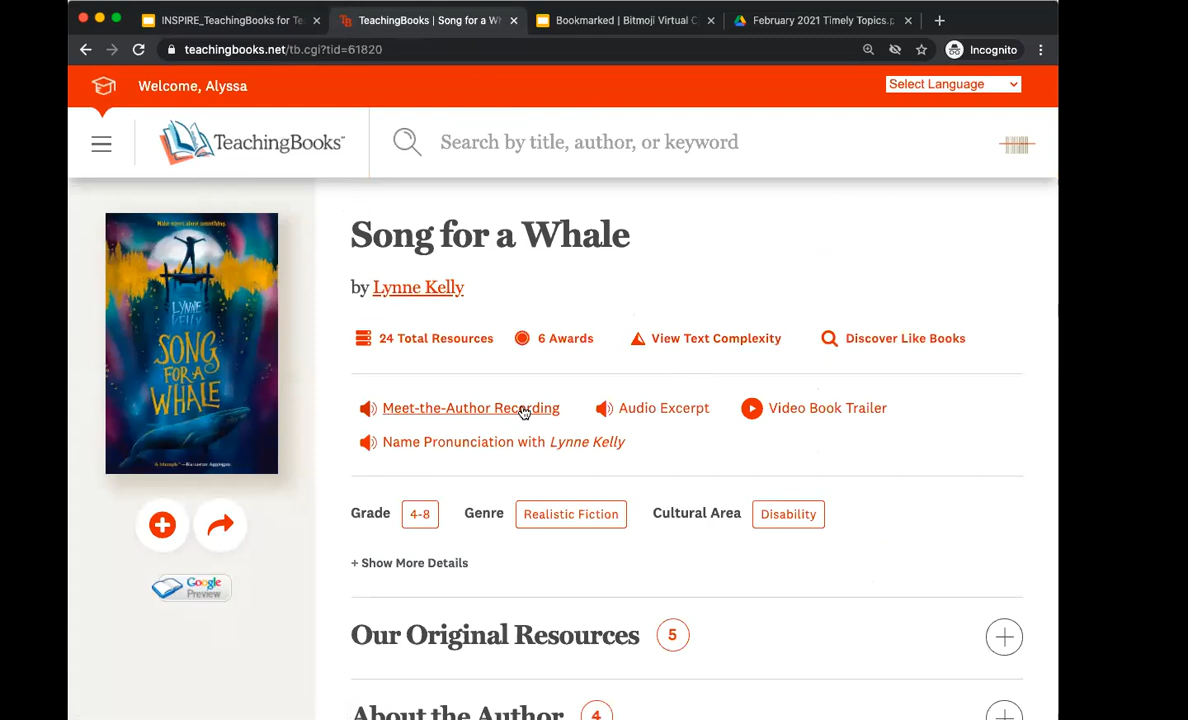 INSPIRE_TeachingBooks for Te
TeachingBooks | Song for a Wh
Bookmarked | Bitmoji Virtual C
February 2021 Timely Topics.p
teachingbooks.net/tb.cgi?tid=61820
Incognito
Welcome, Alyssa
Select Language
TeachingBooks
Search by title, author, or keyword
Song for a Whale
by Lynne Kelly
24 Total Resources
6 Awards
View Text Complexity
Discover Like Books
Meet-the-Author Recording
Audio Excerpt
Video Book Trailer
Name Pronunciation with Lynne Kelly
LYNNE
KELLY
SONG
FOR A
WHALE
Grade
4-8
Genre
Realistic Fiction
Cultural Area
Disability
+ Show More Details
Google
Preview
Our Original Resources
5
About the Author
4